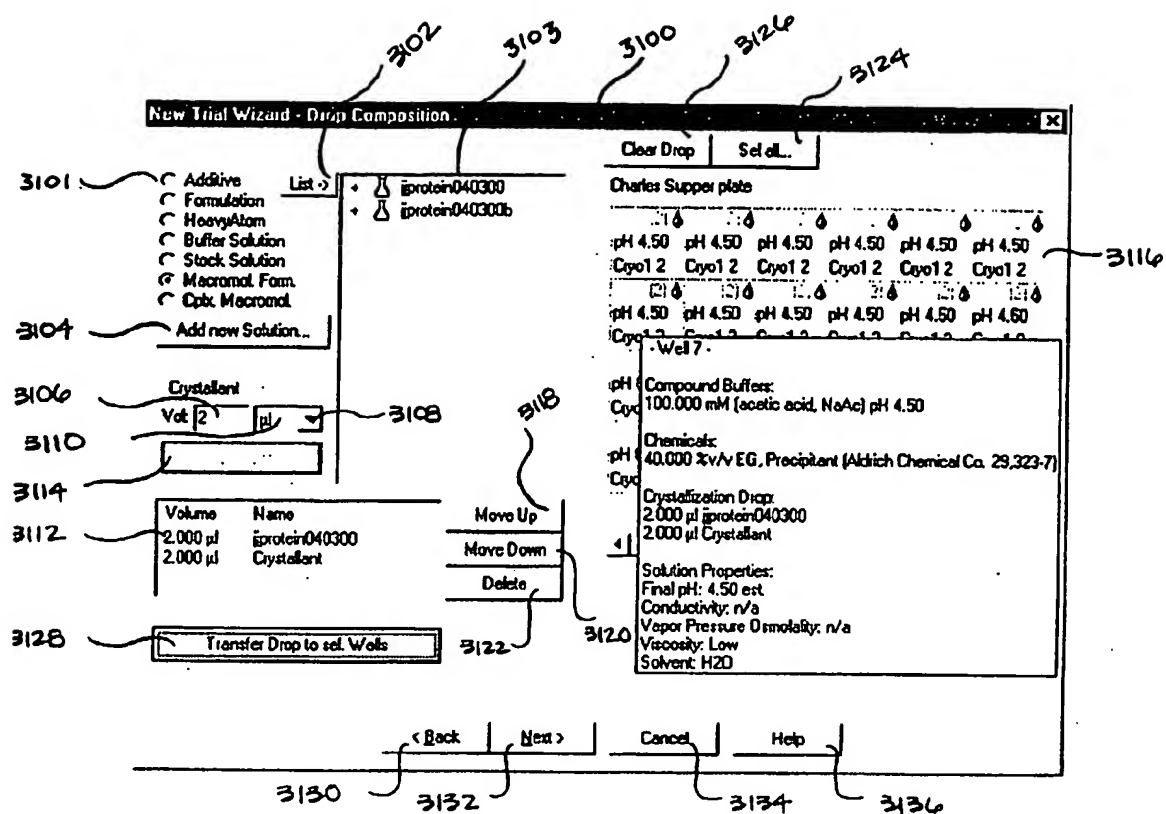 3102
3103
3100
3126
3124
New Trial Wizard - Drop Composition
Clear Drop
Sel all...
3101
Additive
Formulation
HeavyAtom
Buffer Solution
Stock Solution
Macromol. Form.
Cplx. Macromol.
List ->
jjprotein040300
jjprotein040300b
Charles Supper plate
pH 4.50 pH 4.50 pH 4.50 pH 4.50 pH 4.50 pH 4.50
Cryo1 2 Cryo1 2 Cryo1 2 Cryo1 2 Cryo1 2 Cryo1 2
3116
pH 4.50 pH 4.50 pH 4.50 pH 4.50 pH 4.50 pH 4.60
3104
Add new Solution...
- Well 7 -
Compound Buffers:
100.000 mM (acetic acid, NaAc) pH 4.50
Chemicals:
40.000 %v/v EG, Precipitant (Aldrich Chemical Co. 29,323-7)
Crystallization Drop:
2.000 µl jjprotein040300
2.000 µl Crystallant
Solution Properties:
Final pH: 4.50 est.
Conductivity: n/a
Vapor Pressure Osmolality: n/a
Viscosity: Low
Solvent: H2O
Crystallant
3106
Vol: 2 µl
3108
3110
3114
3118
3112
Volume Name
2.000 µl jjprotein040300
2.000 µl Crystallant
Move Up
Move Down
Delete
3120
3122
3128
Transfer Drop to sel. Wells
< Back
Next >
Cancel
Help
3130
3132
3134
3136